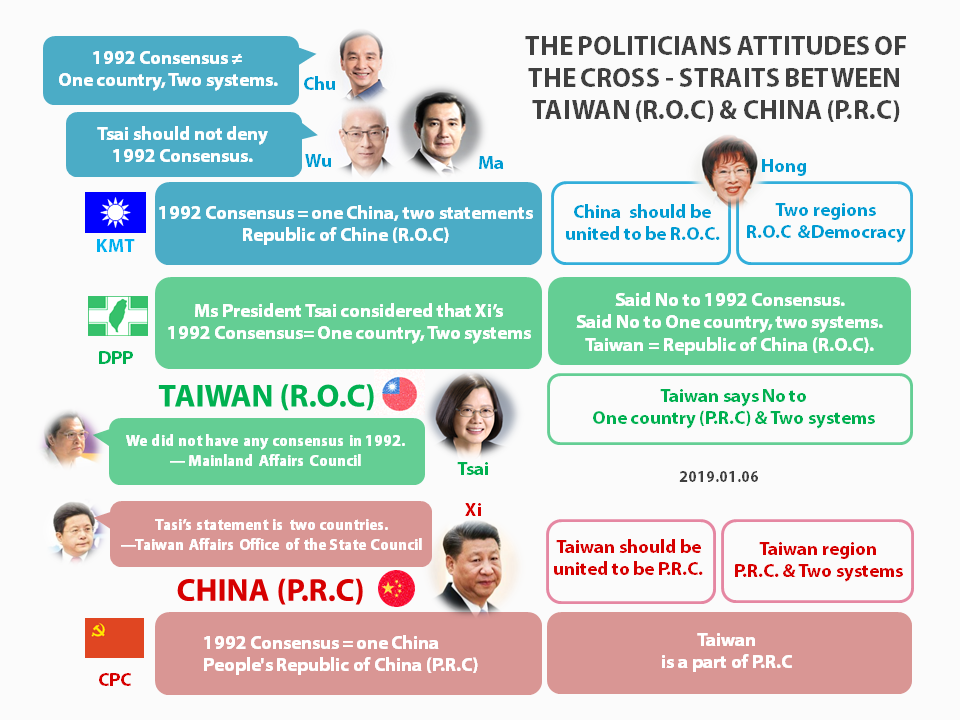 THE POLITICIANS ATTITUDES OF
THE CROSS - STRAITS BETWEEN
TAIWAN (R.O.C) & CHINA (P.R.C)
1992 Consensus ≠
One country, Two systems.
Chu
Tsai should not deny
1992 Consensus.
Wu
Ma
Hong
KMT
1992 Consensus = one China, two statements
Republic of Chine (R.O.C)
China should be
united to be R.O.C.
Two regions
R.O.C &Democracy
DPP
Ms President Tsai considered that Xi's
1992 Consensus= One country, Two systems
Said No to 1992 Consensus.
Said No to One country, two systems.
Taiwan = Republic of China (R.O.C).
TAIWAN (R.O.C)
Taiwan says No to
One country (P.R.C) & Two systems
We did not have any consensus in 1992.
— Mainland Affairs Council
Tsai
2019.01.06
Tasi's statement is two countries.
—Taiwan Affairs Office of the State Council
Xi
Taiwan should be
united to be P.R.C.
Taiwan region
P.R.C. & Two systems
CHINA (P.R.C)
CPC
1992 Consensus = one China
People's Republic of China (P.R.C)
Taiwan
is a part of P.R.C